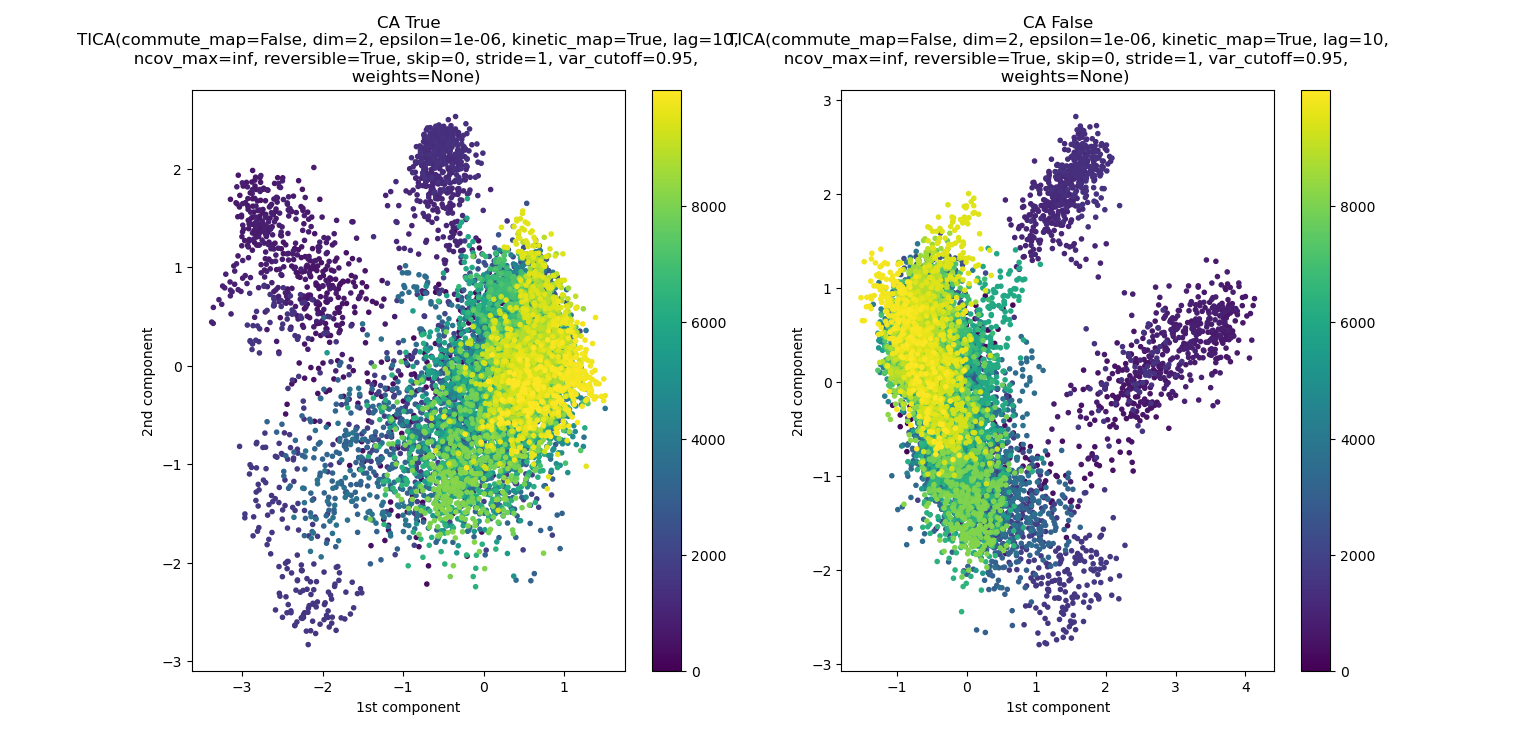 CA True
TICA(commute_map=False, dim=2, epsilon=1e-06, kinetic_map=True, lag=10,
ncov_max=inf, reversible=True, skip=0, stride=1, var_cutoff=0.95,
weights=None)
2
1
0
−1
−2
−3
2nd component
−3
−2
−1
0
1
1st component
8000
6000
4000
2000
0
CA False
TICA(commute_map=False, dim=2, epsilon=1e-06, kinetic_map=True, lag=10,
ncov_max=inf, reversible=True, skip=0, stride=1, var_cutoff=0.95,
weights=None)
3
2
1
0
−1
−2
−3
2nd component
−1
0
1
2
3
4
1st component
8000
6000
4000
2000
0